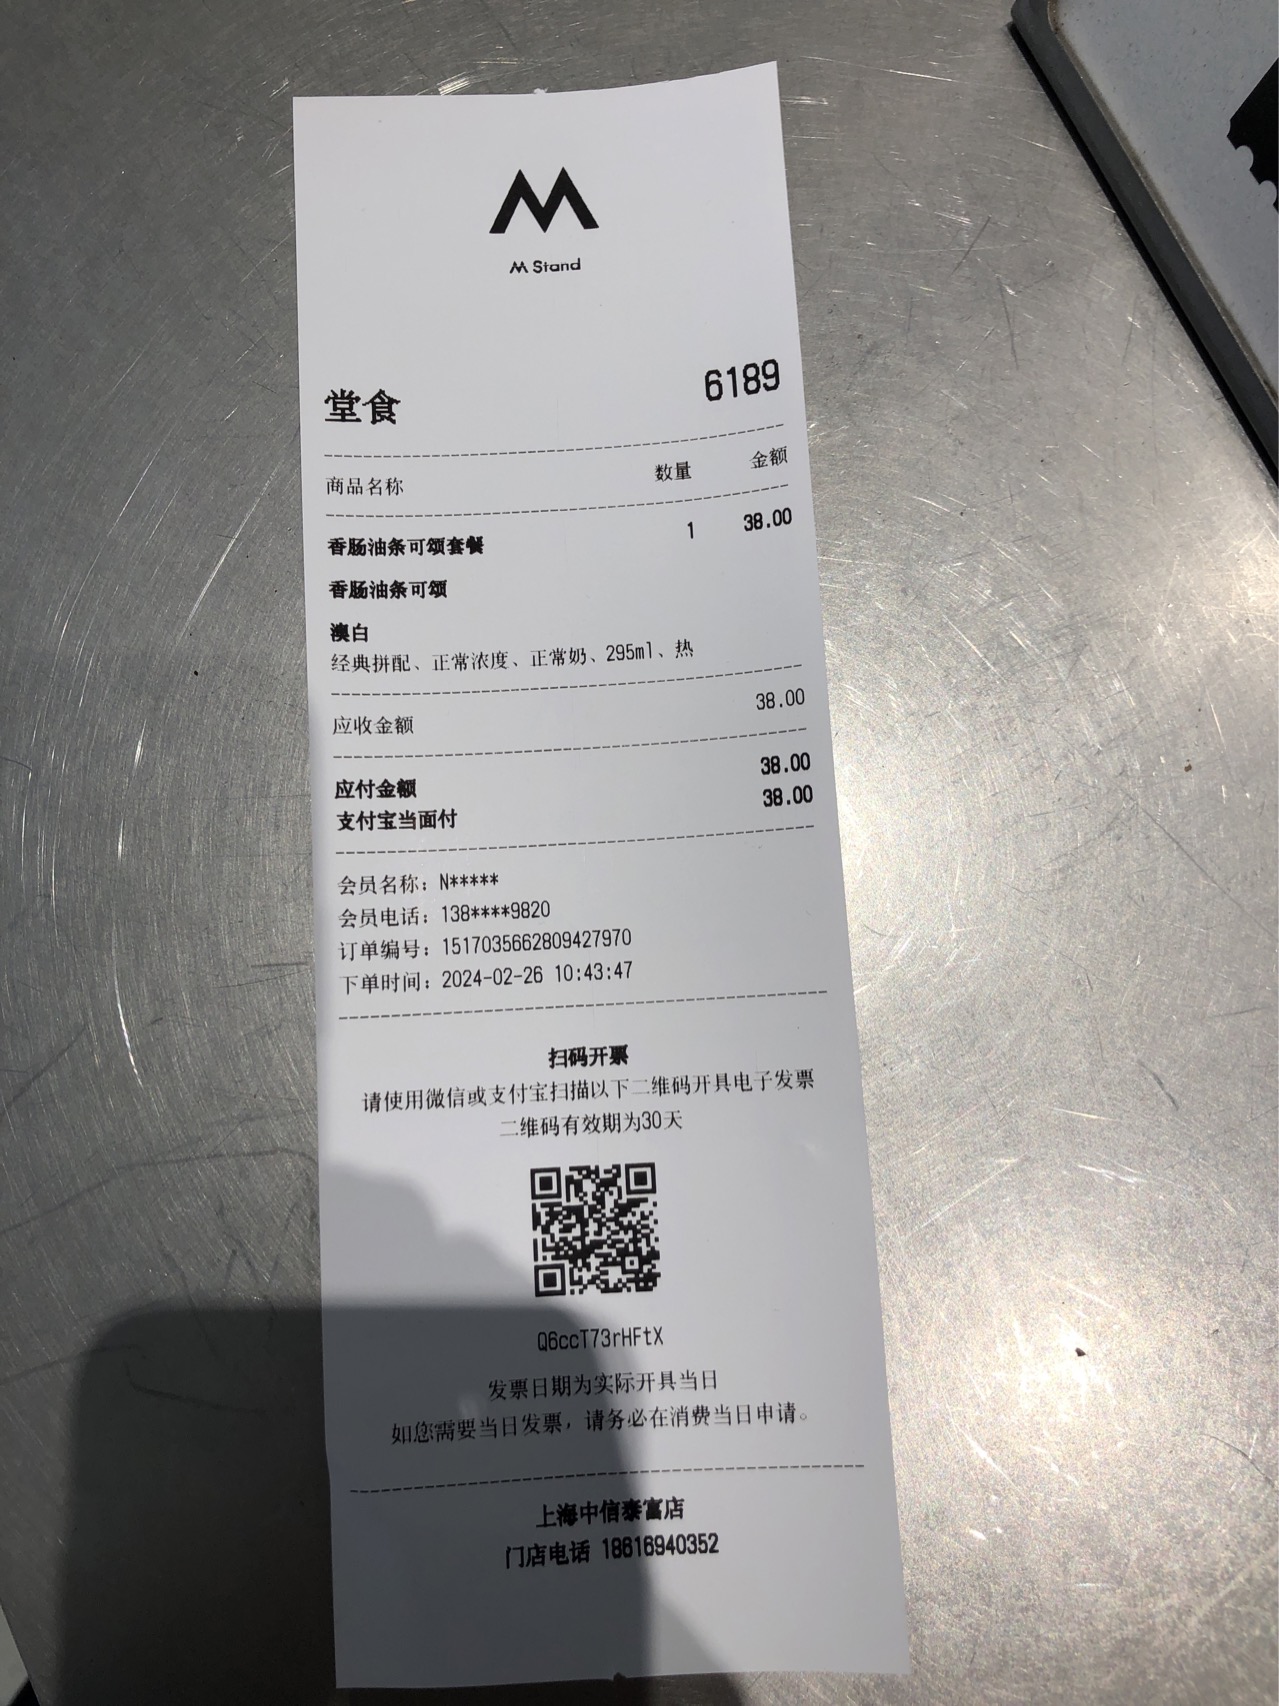 M Stand
堂食 6189
商品名称 数量 金额
香肠油条可颂套餐 1 38.00
香肠油条可颂
澳白
经典拼配、正常浓度、正常奶、295ml、热
应收金额 38.00
应付金额 38.00
支付宝当面付 38.00
会员名称：N*****
会员电话：138****9820
订单编号：1517035662809427970
下单时间：2024-02-26 10:43:47
扫码开票
请使用微信或支付宝扫描以下二维码开具电子发票
二维码有效期为30天
Q6ccT73rHFtX
发票日期为实际开具当日
如您需要当日发票，请务必在消费当日申请。
上海中信泰富店
门店电话 18616940352